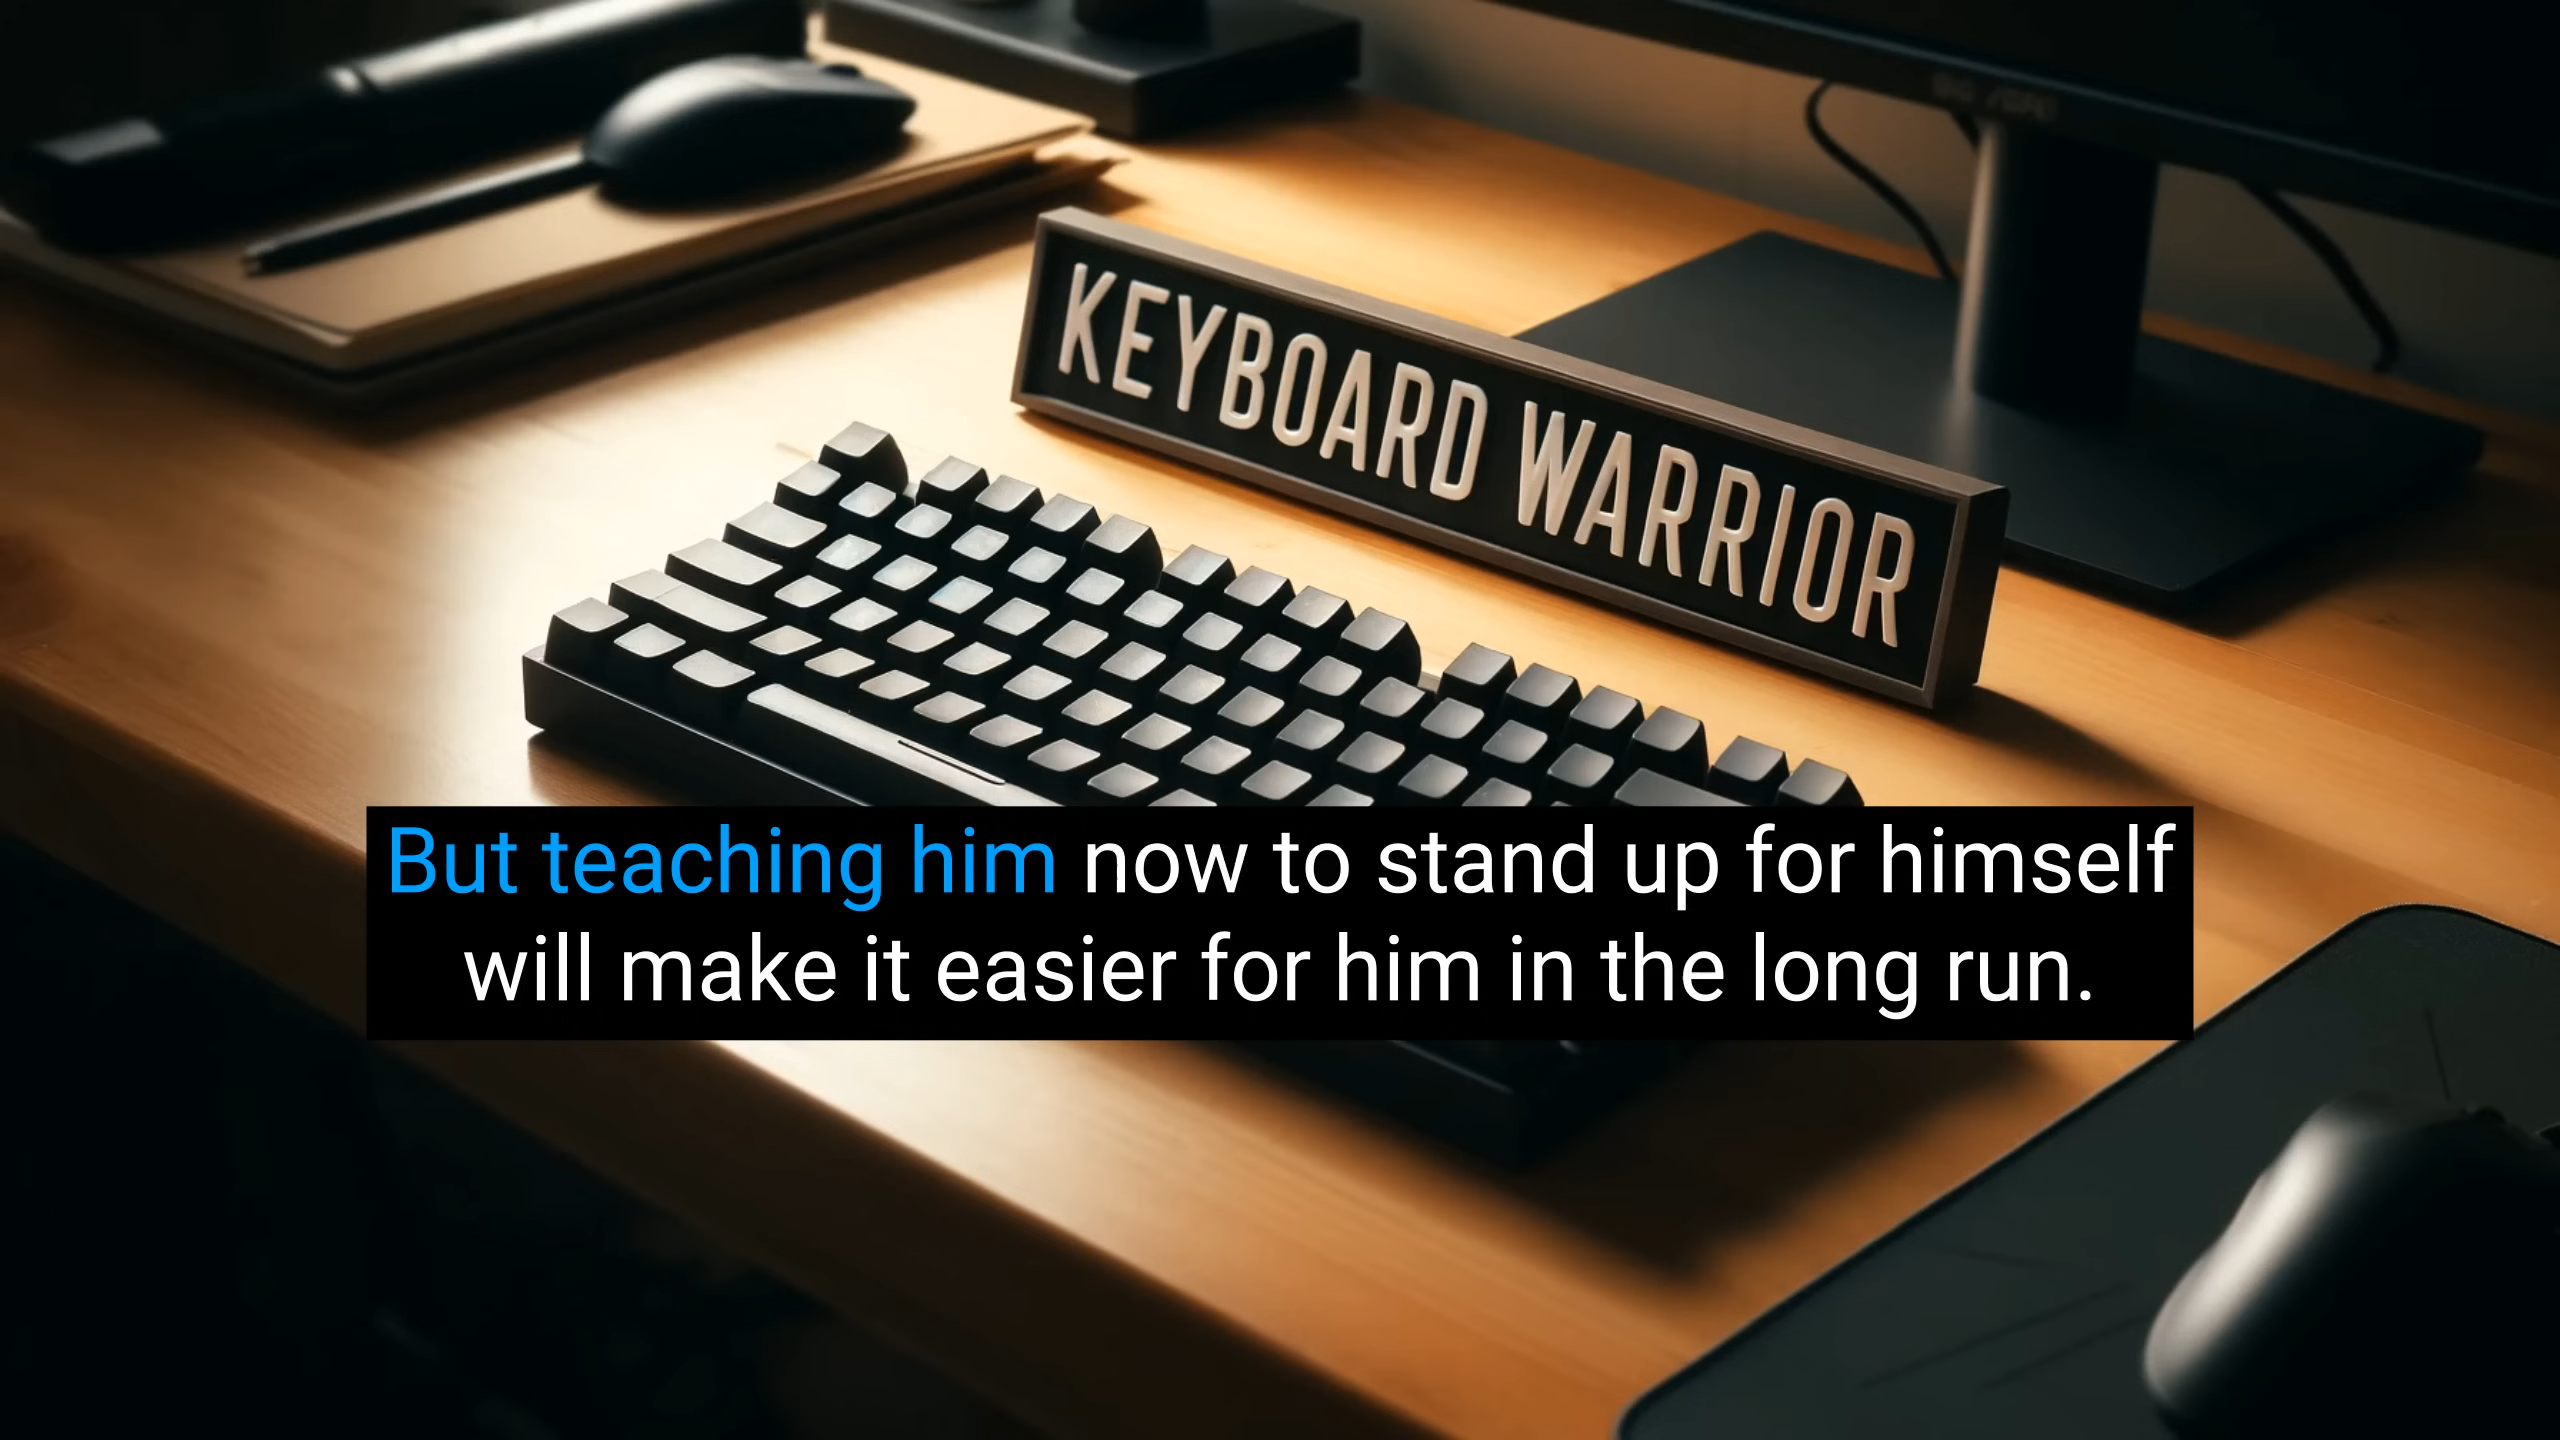 KEYBOARD WARRIOR
But teaching him now to stand up for himself
will make it easier for him in the long run.